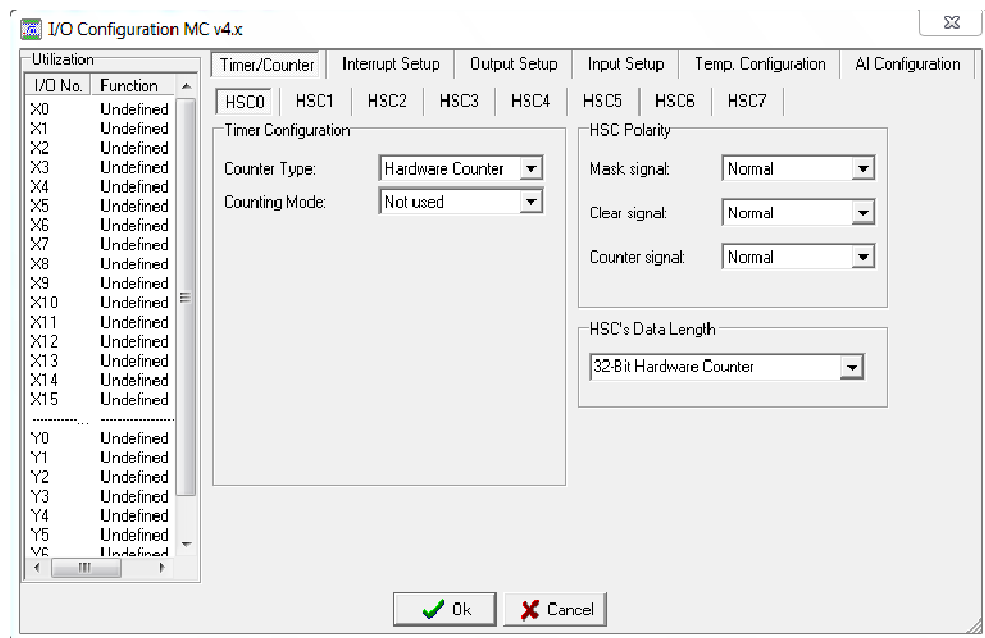 I/O Configuration MC v4.x
Utilization
I/O No. Function
X0 Undefined
X1 Undefined
X2 Undefined
X3 Undefined
X4 Undefined
X5 Undefined
X6 Undefined
X7 Undefined
X8 Undefined
X9 Undefined
X10 Undefined
X11 Undefined
X12 Undefined
X13 Undefined
X14 Undefined
X15 Undefined
Y0 Undefined
Y1 Undefined
Y2 Undefined
Y3 Undefined
Y4 Undefined
Y5 Undefined
Y6 Undefined
Timer/Counter Interrupt Setup Output Setup Input Setup Temp. Configuration AI Configuration
HSC0 HSC1 HSC2 HSC3 HSC4 HSC5 HSC6 HSC7
Timer Configuration
Counter Type: Hardware Counter
Counting Mode: Not used
HSC Polarity
Mask signal: Normal
Clear signal: Normal
Counter signal: Normal
HSC's Data Length
32-Bit Hardware Counter
Ok Cancel